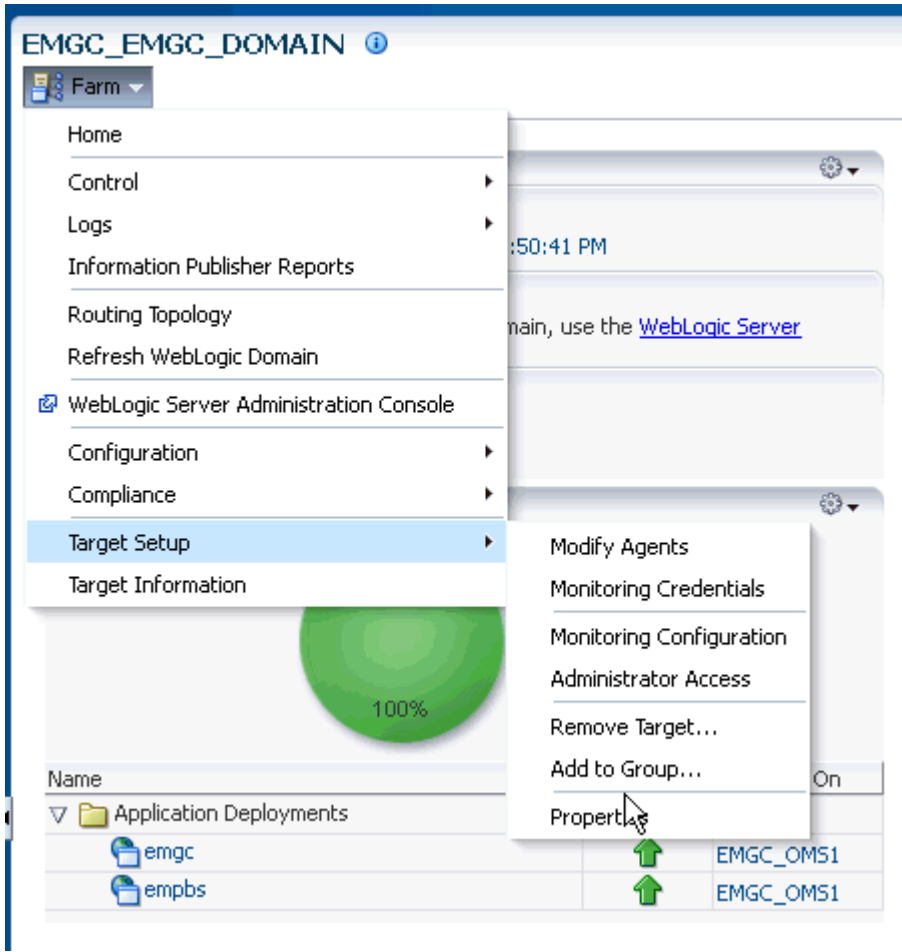 EMGC_EMGC_DOMAIN
Farm
Home
Control
Logs
Information Publisher Reports
Routing Topology
Refresh WebLogic Domain
WebLogic Server Administration Console
Configuration
Compliance
Target Setup
Target Information
:50:41 PM
main, use the WebLogic Server
Modify Agents
Monitoring Credentials
Monitoring Configuration
Administrator Access
Remove Target...
Add to Group...
100%
Name
On
Application Deployments
emgc
EMGC_OMS1
empbs
EMGC_OMS1